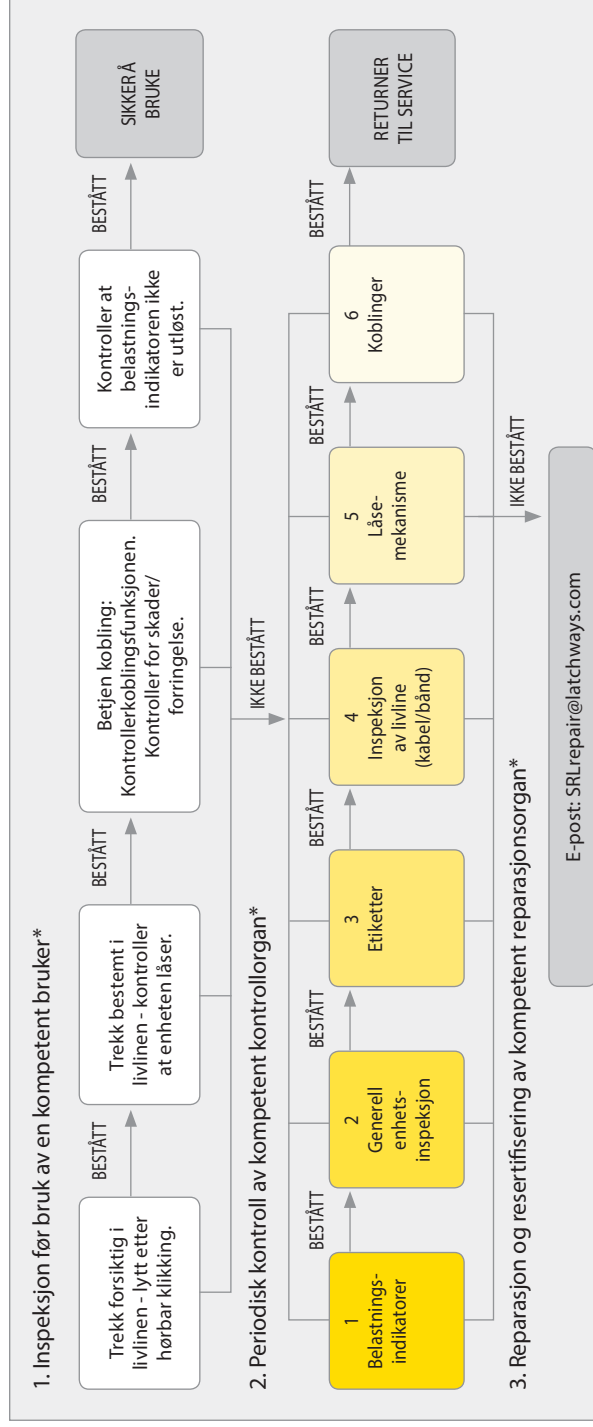 1. Inspeksjon før bruk av en kompetent bruker*
Trekk forsiktig i
livlinen - lytt etter
hørbar klikking.
BESTÅTT
Trekk bestemt i
livlinen - kontroller
at enheten låser.
BESTÅTT
Betjen kobling:
Kontrollerkoblingsfunksjonen.
Kontroller for skader/
forringelse.
BESTÅTT
Kontroller at
belastnings-
indikatoren ikke
er utløst.
BESTÅTT
SIKKER Å
BRUKE
IKKE BESTÅTT
2. Periodisk kontroll av kompetent kontrollorgan*
1
Belastnings-
indikatorer
BESTÅTT
2
Generell
enhets-
inspeksjon
BESTÅTT
3
Etiketter
BESTÅTT
4
Inspeksjon
av livline
(kabel/bånd)
BESTÅTT
5
Låse-
mekanisme
BESTÅTT
6
Koblinger
BESTÅTT
RETURNER
TIL SERVICE
IKKE BESTÅTT
3. Reparasjon og resertifisering av kompetent reparasjonsorgan*
E-post: SRLrepair@latchways.com